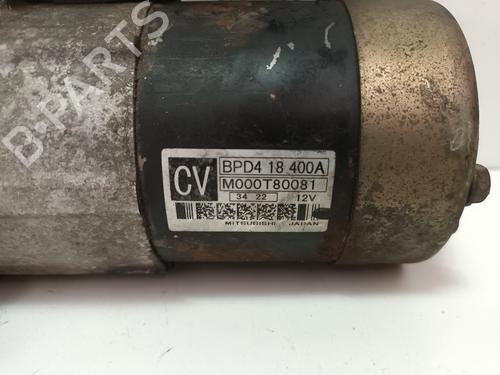 B-PARTS
CV
BPD4 18 400A
M000T80081
34 22 12V
MITSUBISHI JAPAN